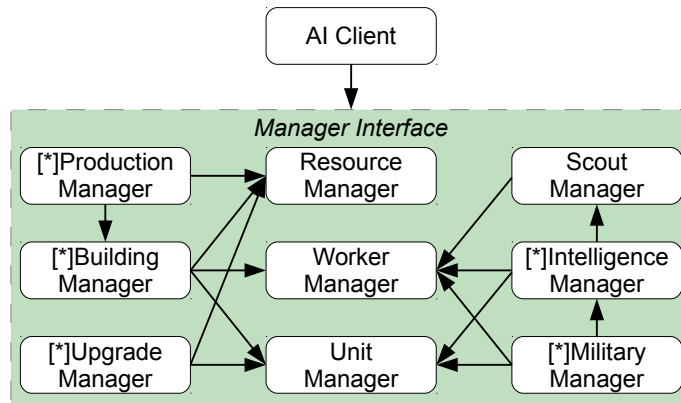 AI Client
Manager Interface
[*]Production
Manager
Resource
Manager
Scout
Manager
[*]Building
Manager
Worker
Manager
[*]Intelligence
Manager
[*]Upgrade
Manager
Unit
Manager
[*]Military
Manager